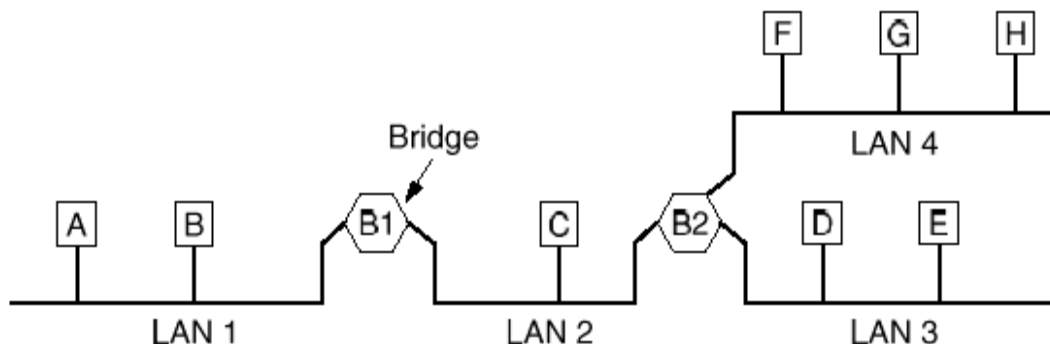 F G H
LAN 4
Bridge
A B B1 C B2 D E
LAN 1 LAN 2 LAN 3